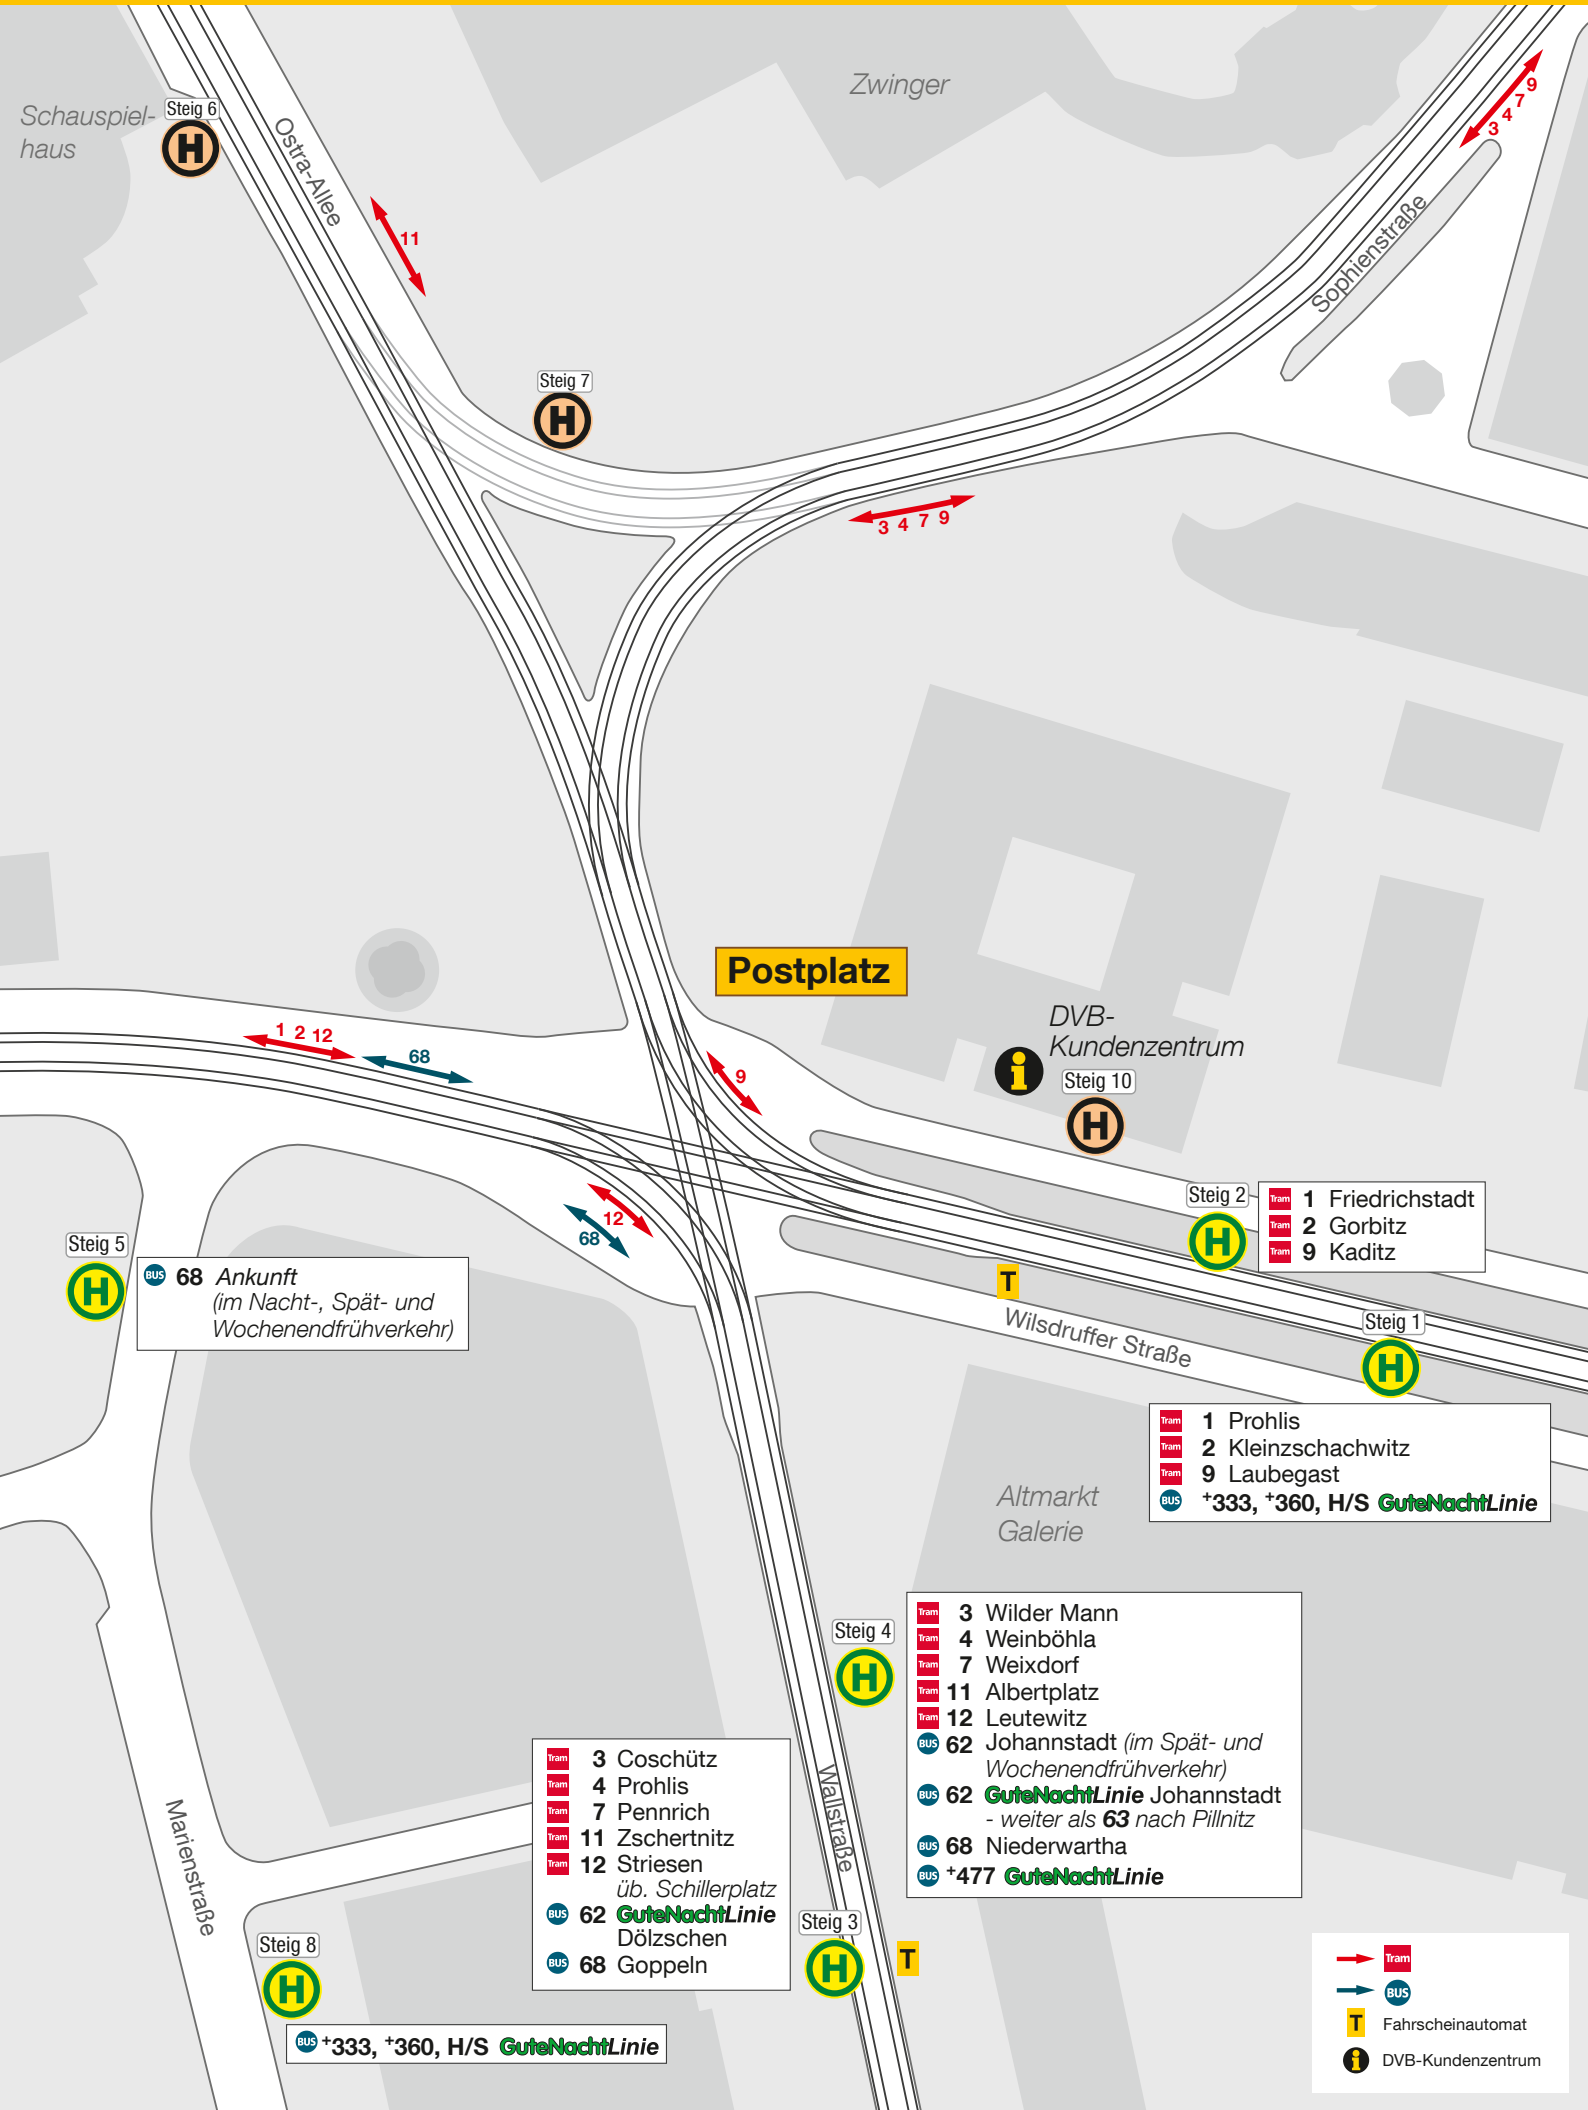 Zwinger
Schauspiel-
haus
Steig 6
H
Ostra-Allee
11
9
7
4
3
Sophienstraße
Steig 7
H
3 4 7 9
Postplatz
DVB-
Kundenzentrum
i
Steig 10
H
1 2 12
68
9
12
68
Steig 2
H
Tram 1 Friedrichstadt
Tram 2 Gorbitz
Tram 9 Kaditz
Steig 5
H
BUS 68 Ankunft
(im Nacht-, Spät- und
Wochenendfrühverkehr)
T
Wilsdruffer Straße
Steig 1
H
Tram 1 Prohlis
Tram 2 Kleinzschachwitz
Tram 9 Laubegast
BUS +333, +360, H/S GuteNachtLinie
Altmarkt
Galerie
Steig 4
H
Tram 3 Wilder Mann
Tram 4 Weinböhla
Tram 7 Weixdorf
Tram 11 Albertplatz
Tram 12 Leutewitz
BUS 62 Johannstadt (im Spät- und
Wochenendfrühverkehr)
BUS 62 GuteNachtLinie Johannstadt
- weiter als 63 nach Pillnitz
BUS 68 Niederwartha
BUS +477 GuteNachtLinie
Wallstraße
Tram 3 Coschütz
Tram 4 Prohlis
Tram 7 Pennrich
Tram 11 Zschertnitz
Tram 12 Striesen
üb. Schillerplatz
BUS 62 GuteNachtLinie
Dölzschen
BUS 68 Goppeln
Steig 3
H
T
Marienstraße
Steig 8
H
BUS +333, +360, H/S GuteNachtLinie
Tram
BUS
T Fahrscheinautomat
i DVB-Kundenzentrum